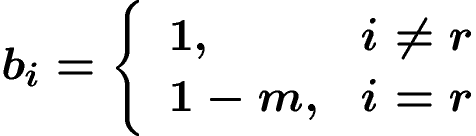 b_i = { 1, i ≠ r
1 − m, i = r